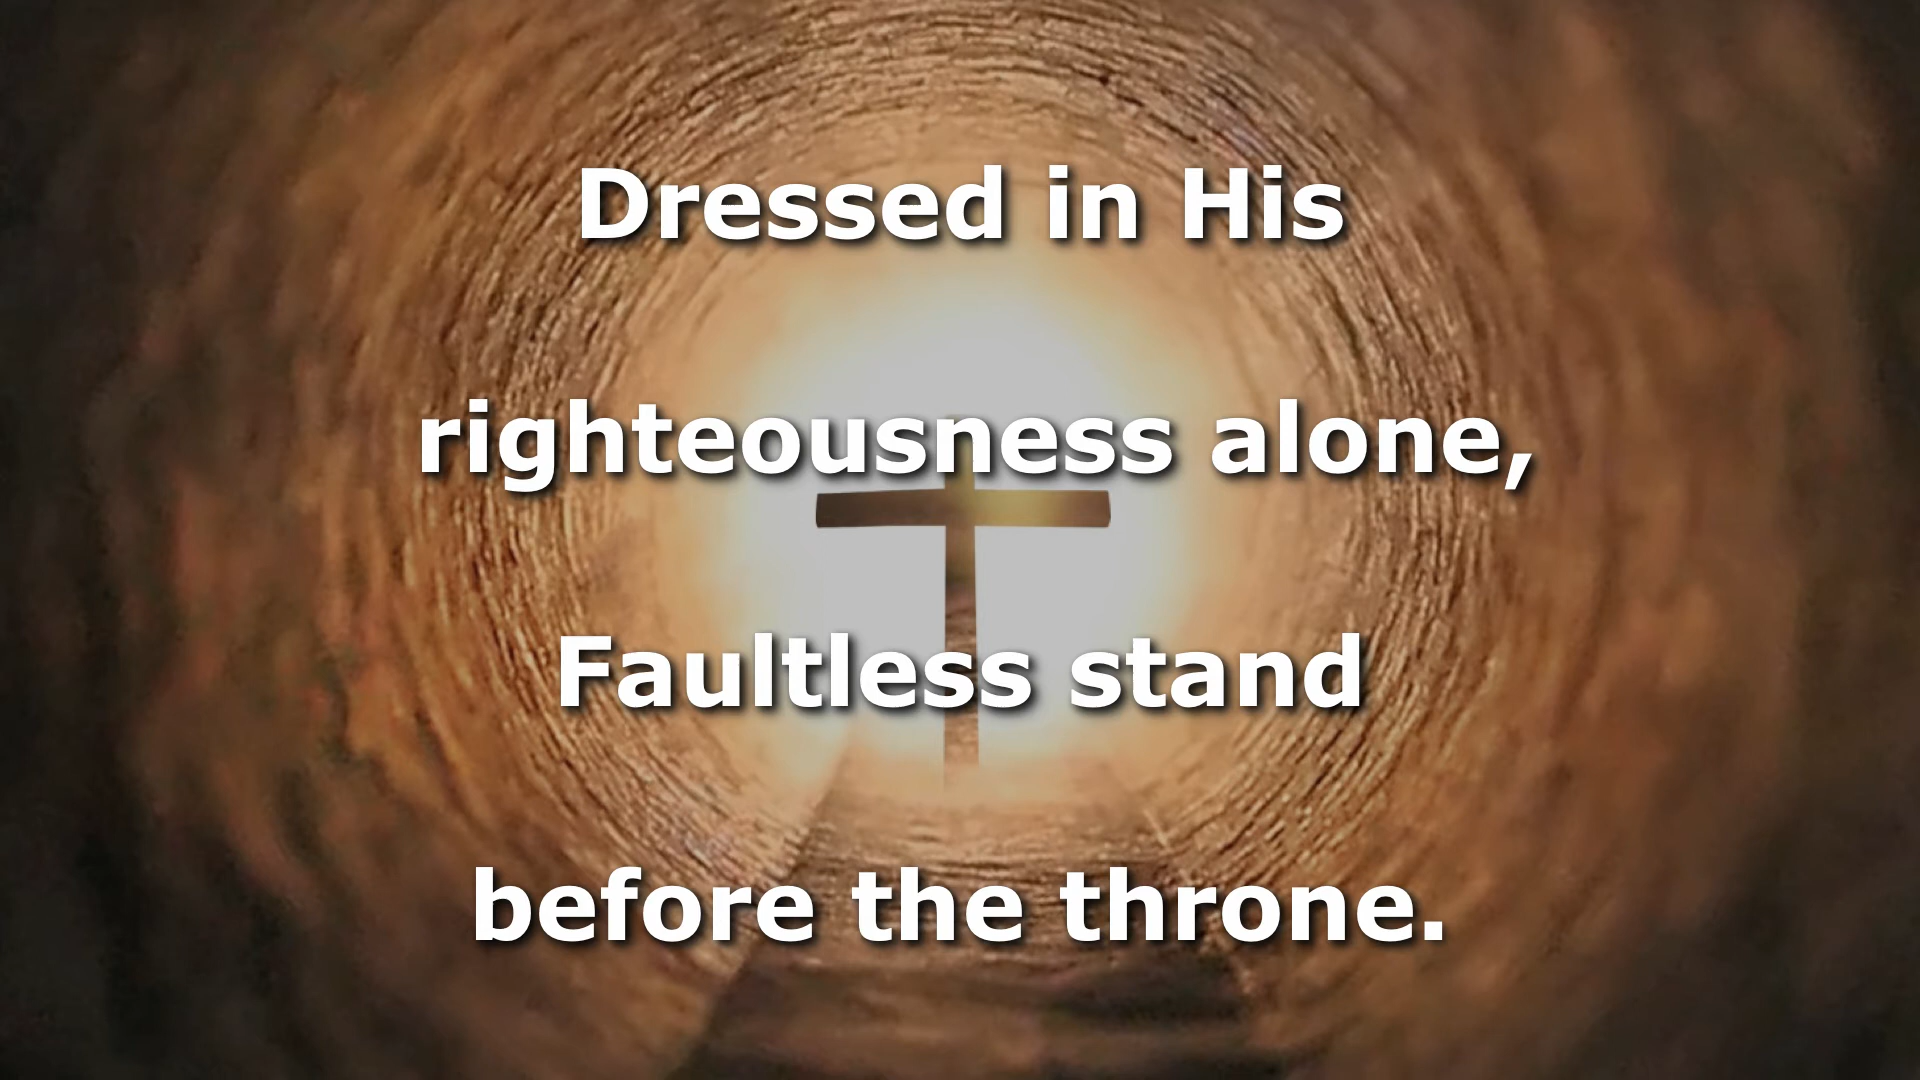 Dressed in His
righteousness alone,
Faultless stand
before the throne.